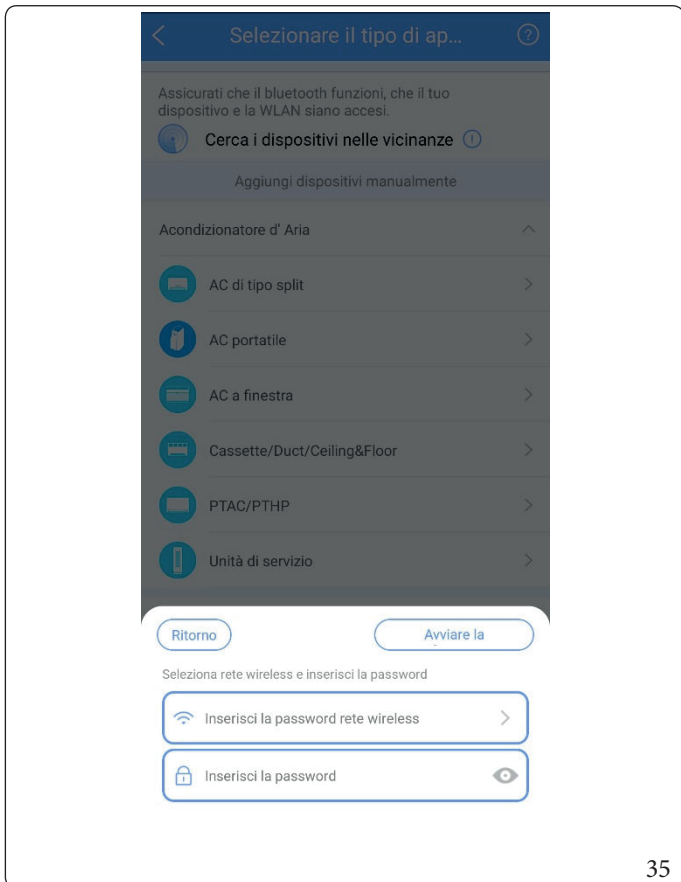 Selezionare il tipo di ap...
Assicurati che il bluetooth funzioni, che il tuo
dispositivo e la WLAN siano accesi.
Cerca i dispositivi nelle vicinanze
Aggiungi dispositivi manualmente
Acondizionatore d' Aria
AC di tipo split
AC portatile
AC a finestra
Cassette/Duct/Ceiling&Floor
PTAC/PTHP
Unità di servizio
Ritorno
Avviare la
Seleziona rete wireless e inserisci la password
Inserisci la password rete wireless
Inserisci la password
35